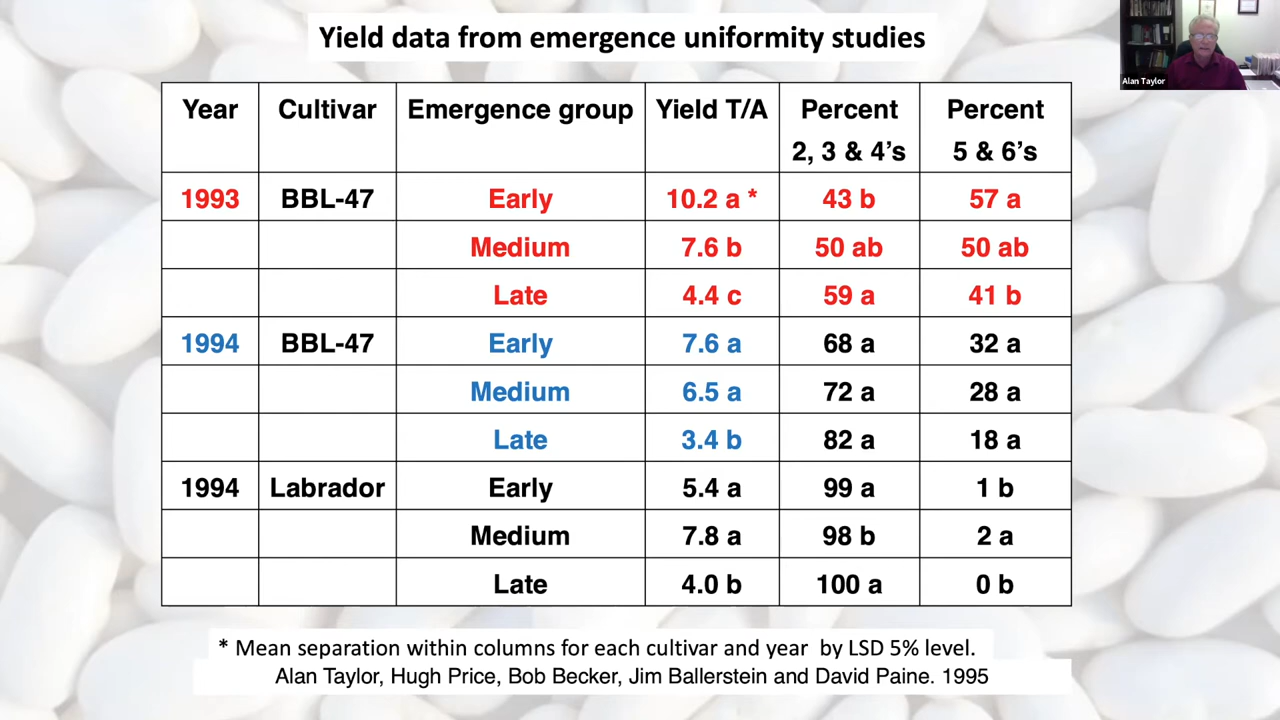 Yield data from emergence uniformity studies
Alan Taylor
Year Cultivar Emergence group Yield T/A Percent 2, 3 & 4’s Percent 5 & 6’s
1993 BBL-47 Early 10.2 a * 43 b 57 a
Medium 7.6 b 50 ab 50 ab
Late 4.4 c 59 a 41 b
1994 BBL-47 Early 7.6 a 68 a 32 a
Medium 6.5 a 72 a 28 a
Late 3.4 b 82 a 18 a
1994 Labrador Early 5.4 a 99 a 1 b
Medium 7.8 a 98 b 2 a
Late 4.0 b 100 a 0 b
* Mean separation within columns for each cultivar and year by LSD 5% level.
Alan Taylor, Hugh Price, Bob Becker, Jim Ballerstein and David Paine. 1995